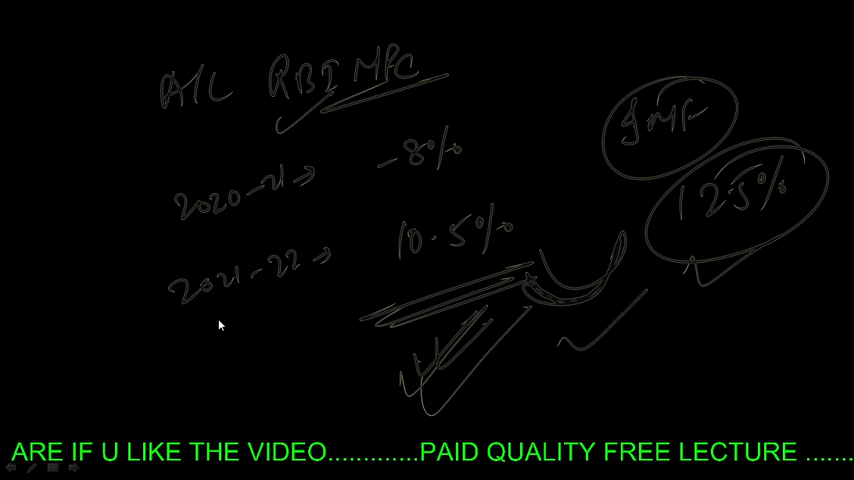 A/C RBI MPC
IMF
2020-21 → -8%
12.5%
2021-22 → 10.5%
ARE IF U LIKE THE VIDEO.............PAID QUALITY FREE LECTURE .......